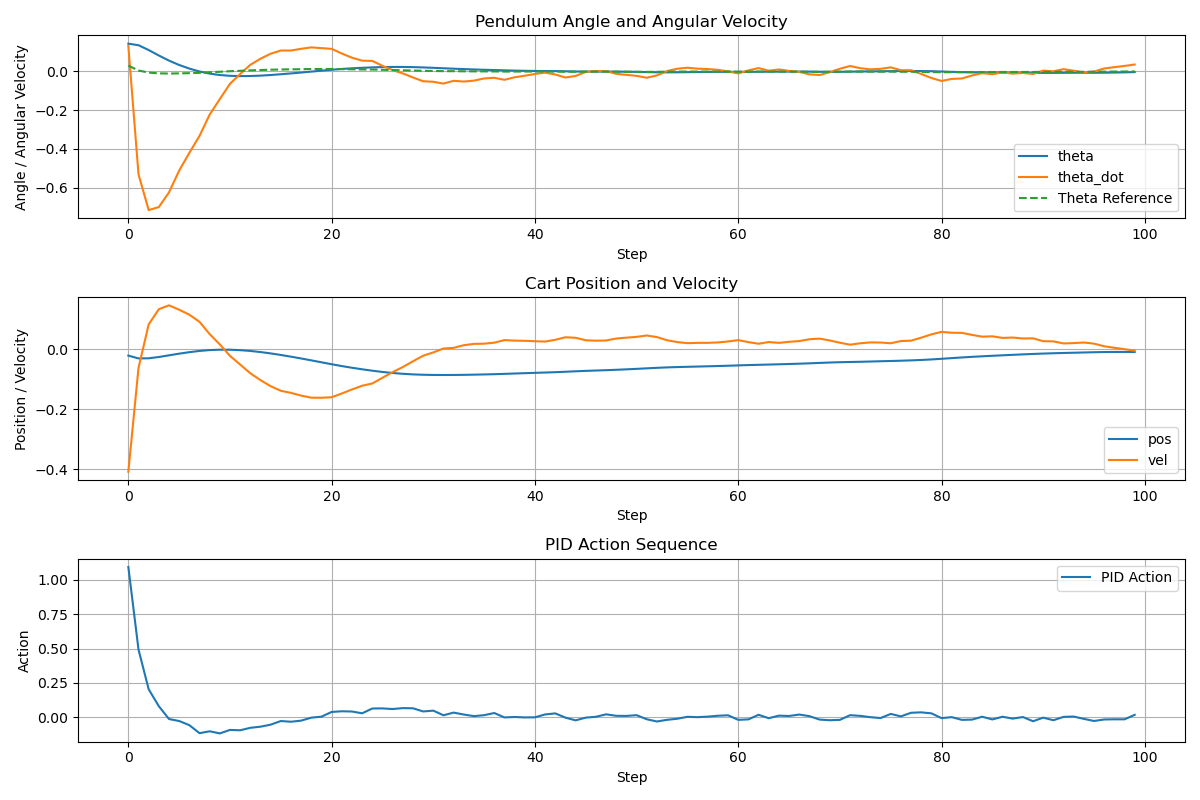 Pendulum Angle and Angular Velocity
Angle / Angular Velocity
0.0
−0.2
−0.4
−0.6
theta
theta_dot
Theta Reference
0 20 40 60 80 100
Step
Cart Position and Velocity
Position / Velocity
0.0
−0.2
−0.4
pos
vel
0 20 40 60 80 100
Step
PID Action Sequence
Action
1.00
0.75
0.50
0.25
0.00
PID Action
0 20 40 60 80 100
Step